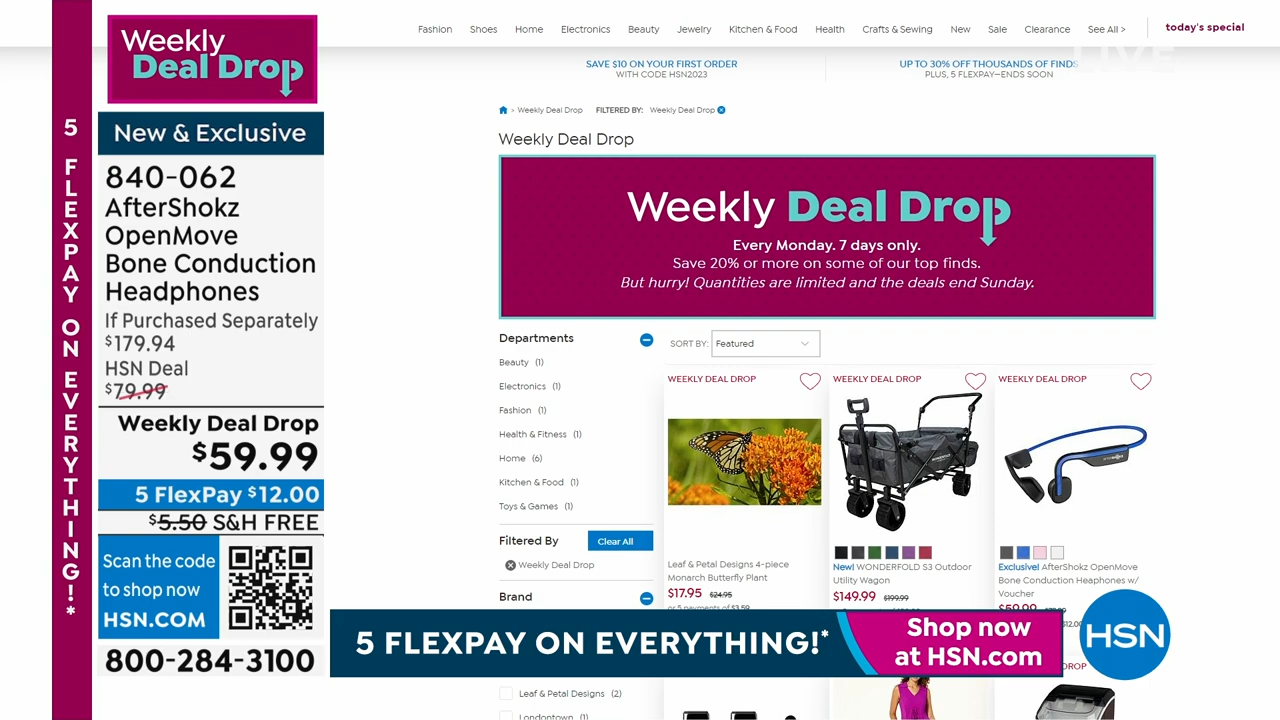 Weekly
Deal Drop
5 FLEXPAY ON EVERYTHING!*
New & Exclusive
840-062
AfterShokz
OpenMove
Bone Conduction
Headphones
If Purchased Separately
$179.94
HSN Deal
$79.99
Weekly Deal Drop
$59.99
5 FlexPay $12.00
$5.50 S&H FREE
Scan the code
to shop now
HSN.COM
800-284-3100
Fashion Shoes Home Electronics Beauty Jewelry Kitchen & Food Health Crafts & Sewing New Sale Clearance See All > today's special
LIVE
SAVE $10 ON YOUR FIRST ORDER
WITH CODE HSN2023
UP TO 30% OFF THOUSANDS OF FINDS
PLUS, 5 FLEXPAY—ENDS SOON
> Weekly Deal Drop FILTERED BY: Weekly Deal Drop
Weekly Deal Drop
Weekly Deal Drop
Every Monday. 7 days only.
Save 20% or more on some of our top finds.
But hurry! Quantities are limited and the deals end Sunday.
Departments
Beauty (1)
Electronics (1)
Fashion (1)
Health & Fitness (1)
Home (6)
Kitchen & Food (1)
Toys & Games (1)
Filtered By Clear All
Weekly Deal Drop
Brand
Leaf & Petal Designs (2)
Londontown (1)
SORT BY: Featured
WEEKLY DEAL DROP
Leaf & Petal Designs 4-piece
Monarch Butterfly Plant
$17.95 $24.95
or 5 payments of $3.59
WEEKLY DEAL DROP
New! WONDERFOLD S3 Outdoor
Utility Wagon
$149.99 $199.99
WEEKLY DEAL DROP
Exclusive! AfterShokz OpenMove
Bone Conduction Heaphones w/
Voucher
$59.99
5 FLEXPAY ON EVERYTHING!*
Shop now
at HSN.com
HSN